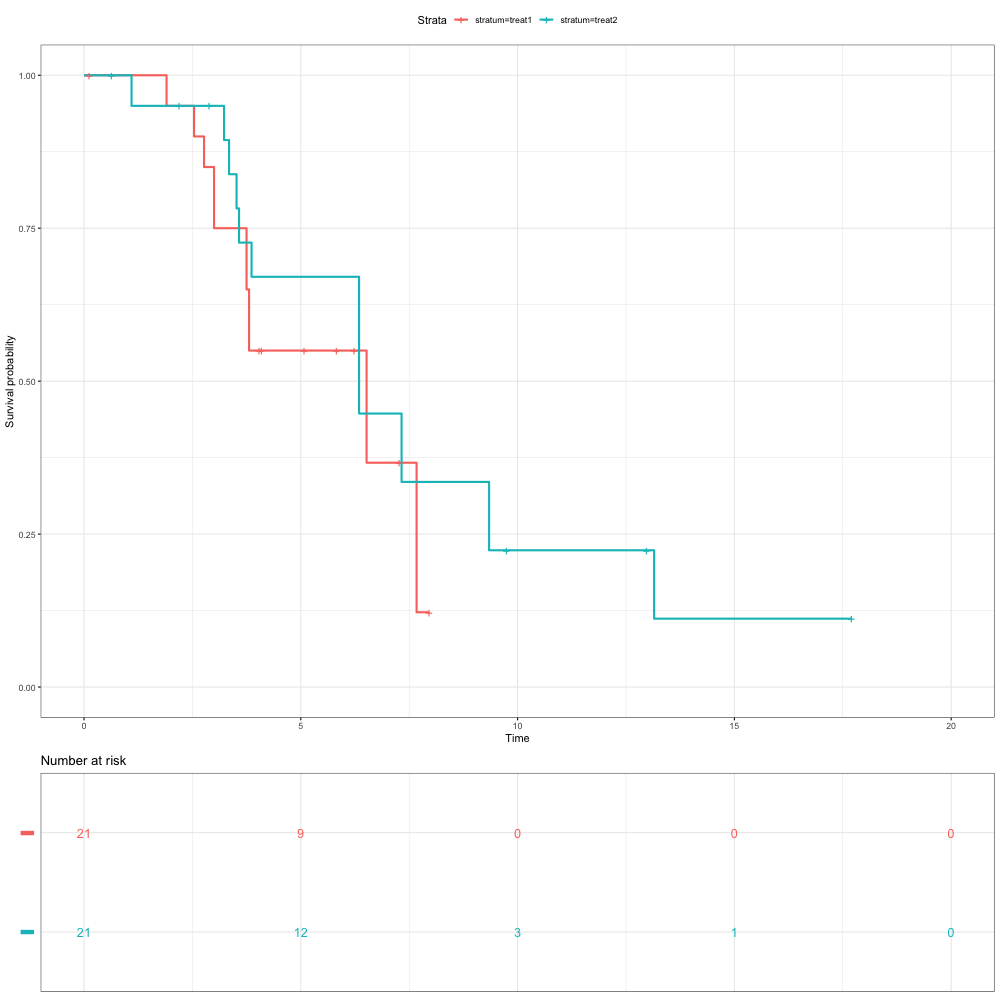 Strata stratum=treat1 stratum=treat2
1.00
0.75
0.50
0.25
0.00
Survival probability
0 5 10 15 20
Time
Number at risk
21 9 0 0 0
21 12 3 1 0